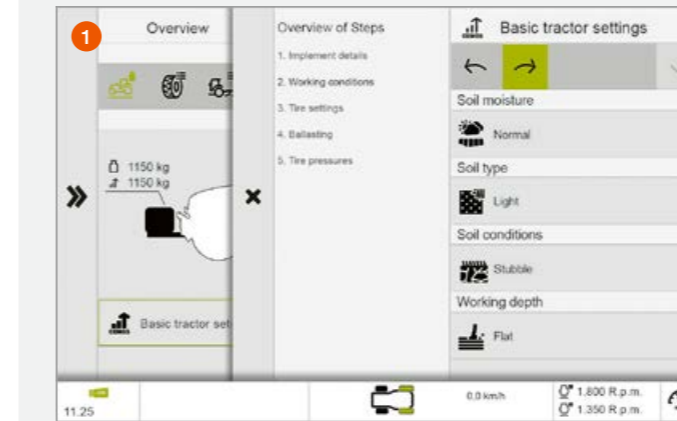 1
Overview
1150 kg
1150 kg
Basic tractor set
Overview of Steps
1. Implement details
2. Working conditions
3. Tire settings
4. Ballasting
5. Tire pressures
CEMOS
Basic tractor settings
Soil moisture
Normal
Soil type
Light
Soil conditions
Stubble
Working depth
Flat
11.25
0,0 km/h
1.800 R.p.m.
1.350 R.p.m.